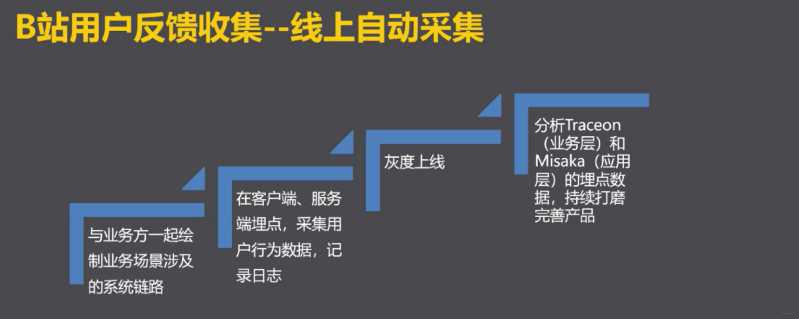 B站用户反馈收集--线上自动采集
与业务方一起绘
制业务场景涉及
的系统链路
在客户端、服务
端埋点，采集用
户行为数据，记
录日志
灰度上线
分析Traceon
（业务层）和
Misaka（应用
层）的埋点数
据，持续打磨
完善产品